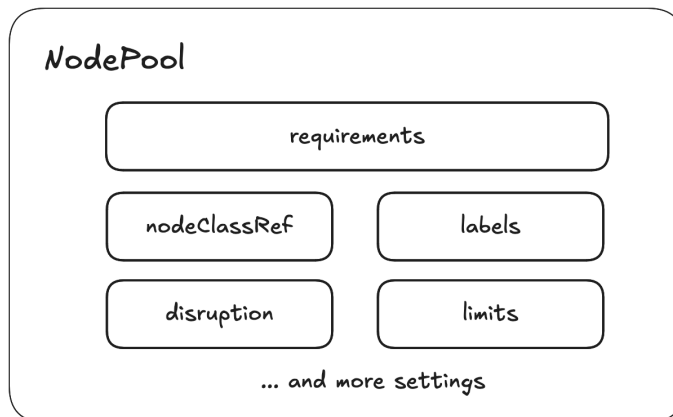 NodePool
requirements
nodeClassRef
labels
disruption
limits
... and more settings